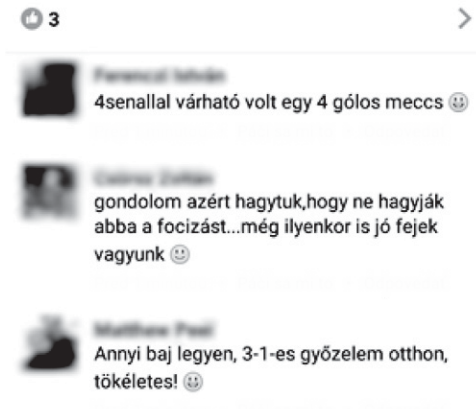 3
4senallal várható volt egy 4 gólos meccs
gondolom azért hagytuk,hogy ne hagyják
abba a focizást...még ilyenkor is jó fejek
vagyunk
Annyi baj legyen, 3-1-es győzelem otthon,
tökéletes!